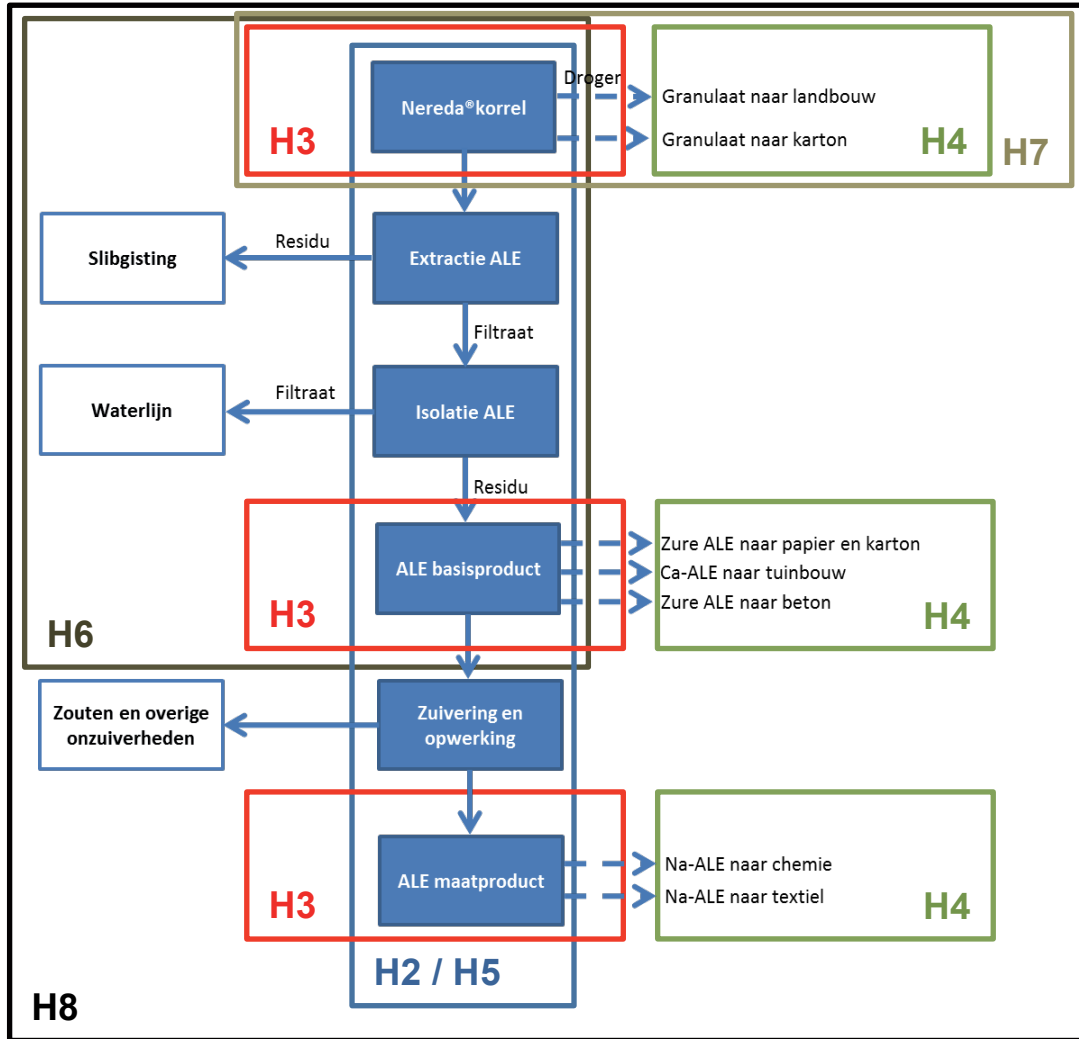 Droger
Nereda®korrel
Granulaat naar landbouw
Granulaat naar karton
H3
H4
H7
Slibgisting
Residu
Extractie ALE
Filtraat
Waterlijn
Filtraat
Isolatie ALE
Residu
ALE basisproduct
Zure ALE naar papier en karton
Ca-ALE naar tuinbouw
Zure ALE naar beton
H3
H4
H6
Zouten en overige
onzuiverheden
Zuivering en
opwerking
ALE maatproduct
Na-ALE naar chemie
Na-ALE naar textiel
H3
H4
H2 / H5
H8